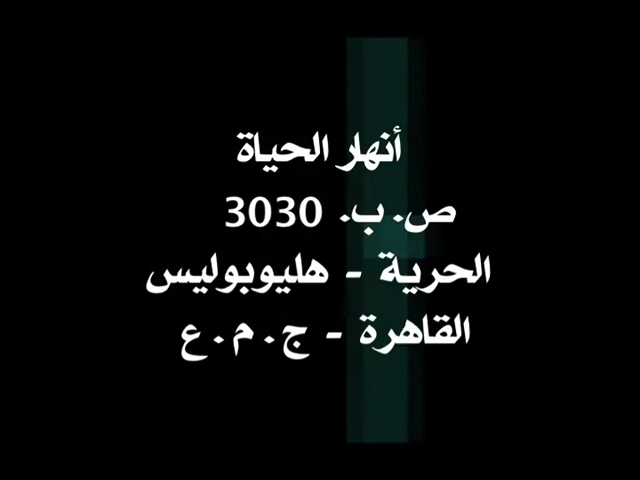 أنهار الحياة
ص. ب. 3030
الحرية - هليوبوليس
القاهرة - ج . م . ع